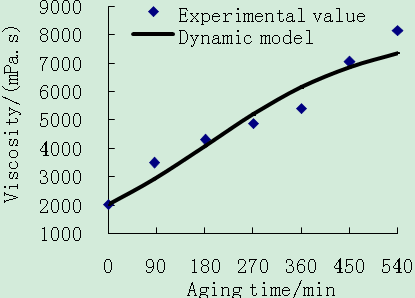 9000
8000
7000
6000
5000
4000
3000
2000
1000
Viscosity/(mPa.s)
Experimental value
Dynamic model
0 90 180 270 360 450 540
Aging time/min